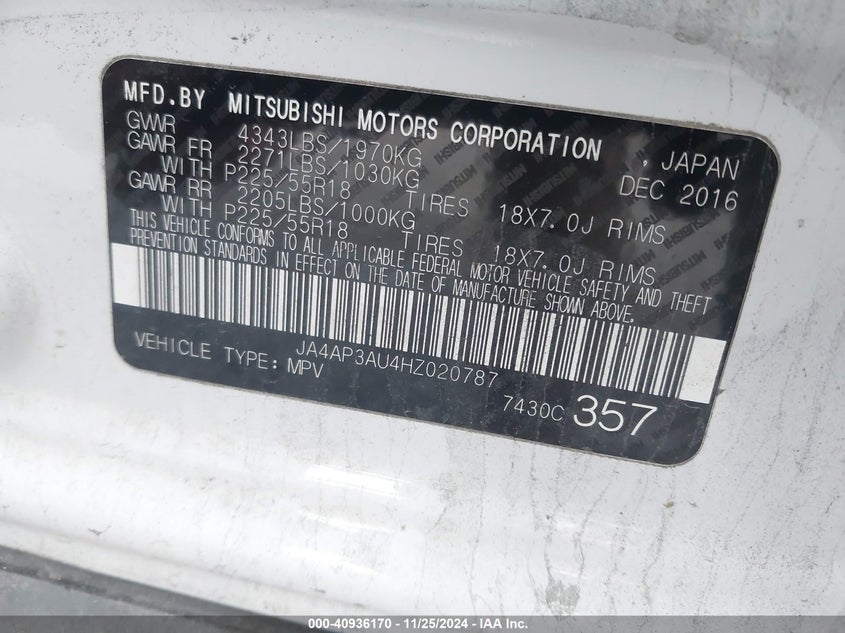 MFD.BY MITSUBISHI MOTORS CORPORATION , JAPAN
GVWR 4343LBS/1970KG DEC 2016
GAWR FR 2271LBS/1030KG
WITH P225/55R18 TIRES 18X7.0J RIMS
GAWR RR 2205LBS/1000KG
WITH P225/55R18 TIRES 18X7.0J RIMS
THIS VEHICLE CONFORMS TO ALL APPLICABLE FEDERAL MOTOR VEHICLE SAFETY AND THEFT
PREVENTION STANDARDS IN EFFECT ON THE DATE OF MANUFACTURE SHOWN ABOVE.
JA4AP3AU4HZ020787
VEHICLE TYPE: MPV
7430C 357
000-40936170 - 11/25/2024 - IAA Inc.